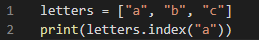 1 letters = ["a", "b", "c"]
2 print(letters.index("a"))